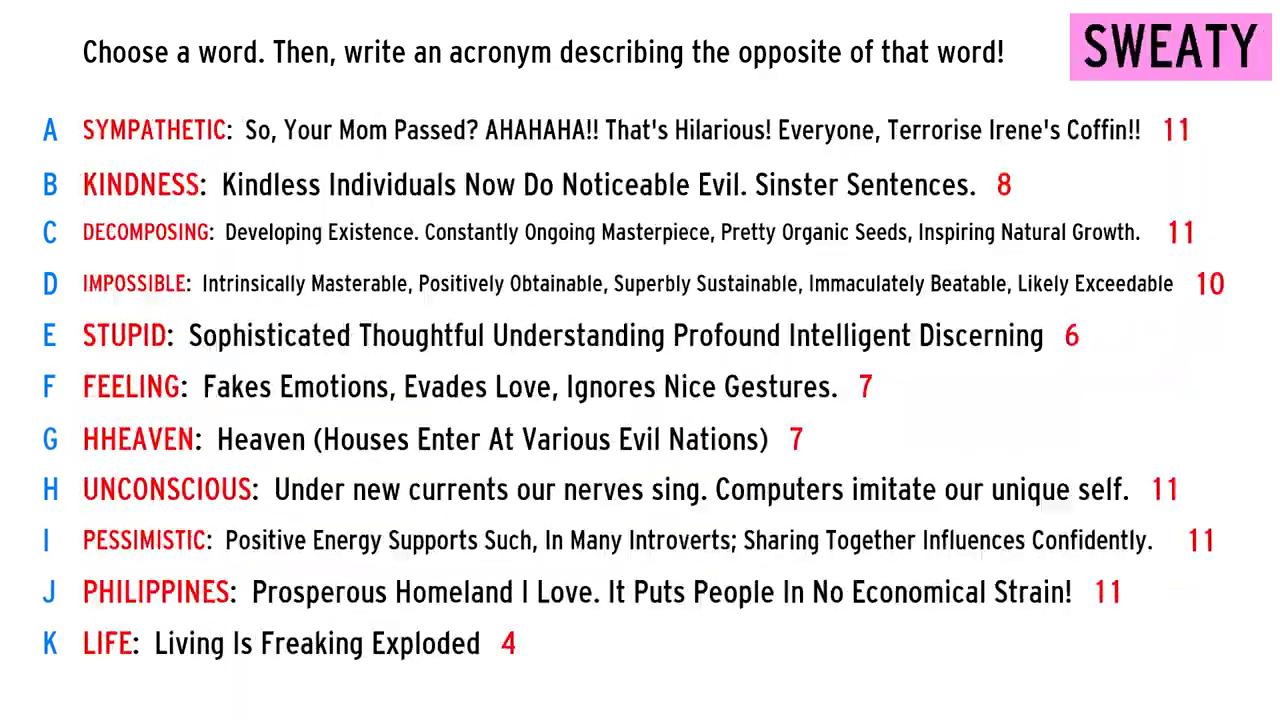 Choose a word. Then, write an acronym describing the opposite of that word!
SWEATY
A SYMPATHETIC: So, Your Mom Passed? AHAHAHA!! That's Hilarious! Everyone, Terrorise Irene's Coffin!! 11
B KINDNESS: Kindless Individuals Now Do Noticeable Evil. Sinster Sentences. 8
C DECOMPOSING: Developing Existence. Constantly Ongoing Masterpiece, Pretty Organic Seeds, Inspiring Natural Growth. 11
D IMPOSSIBLE: Intrinsically Masterable, Positively Obtainable, Superbly Sustainable, Immaculately Beatable, Likely Exceedable 10
E STUPID: Sophisticated Thoughtful Understanding Profound Intelligent Discerning 6
F FEELING: Fakes Emotions, Evades Love, Ignores Nice Gestures. 7
G HHEAVEN: Heaven (Houses Enter At Various Evil Nations) 7
H UNCONSCIOUS: Under new currents our nerves sing. Computers imitate our unique self. 11
I PESSIMISTIC: Positive Energy Supports Such, In Many Introverts; Sharing Together Influences Confidently. 11
J PHILIPPINES: Prosperous Homeland I Love. It Puts People In No Economical Strain! 11
K LIFE: Living Is Freaking Exploded 4